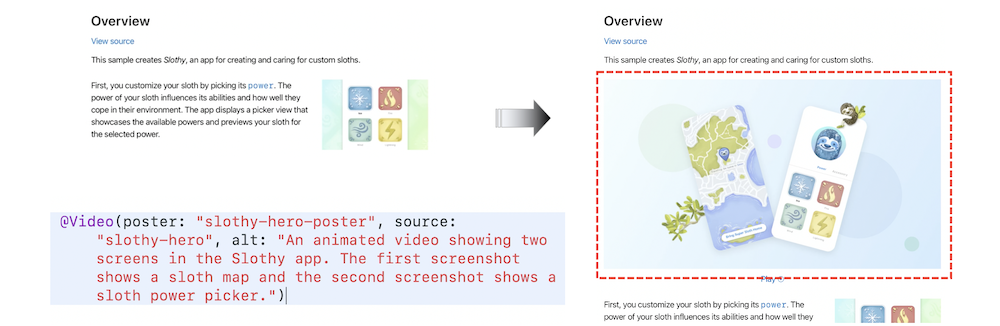 Overview
View source
This sample creates Slothy, an app for creating and caring for custom sloths.
First, you customize your sloth by picking its power. The
power of your sloth influences its abilities and how well they
cope in their environment. The app displays a picker view that
showcases the available powers and previews your sloth for
the selected power.
@Video(poster: "slothy-hero-poster", source:
"slothy-hero", alt: "An animated video showing two
screens in the Slothy app. The first screenshot
shows a sloth map and the second screenshot shows a
sloth power picker.")
Overview
View source
This sample creates Slothy, an app for creating and caring for custom sloths.
Play
First, you customize your sloth by picking its power. The
power of your sloth influences its abilities and how well they